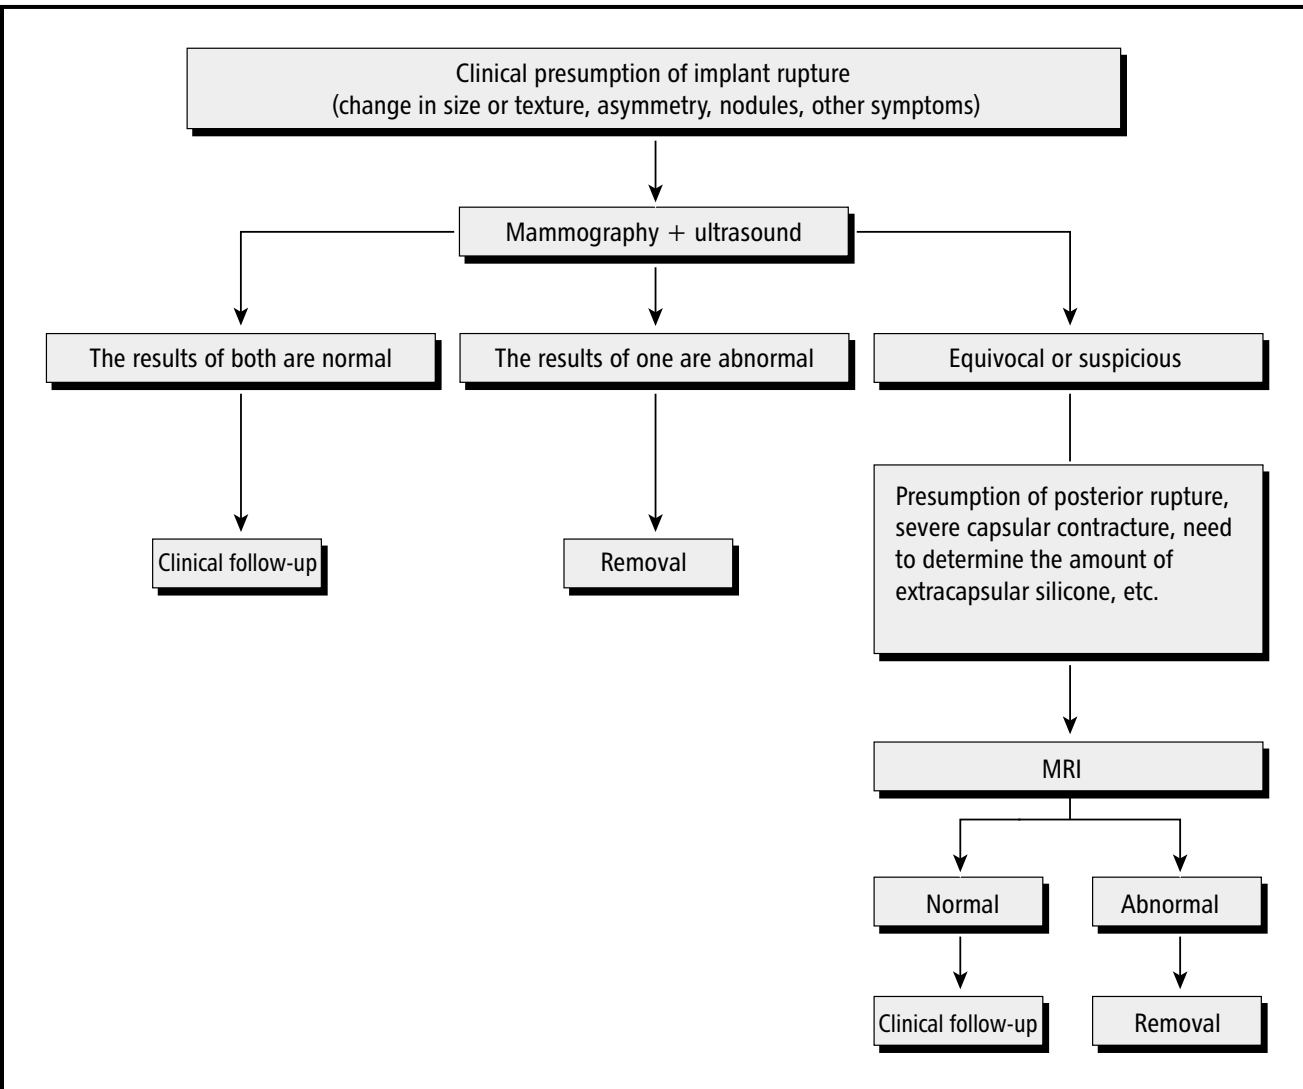 Clinical presumption of implant rupture
(change in size or texture, asymmetry, nodules, other symptoms)
Mammography + ultrasound
The results of both are normal
The results of one are abnormal
Equivocal or suspicious
Presumption of posterior rupture,
severe capsular contracture, need
to determine the amount of
extracapsular silicone, etc.
Clinical follow-up
Removal
MRI
Normal
Abnormal
Clinical follow-up
Removal